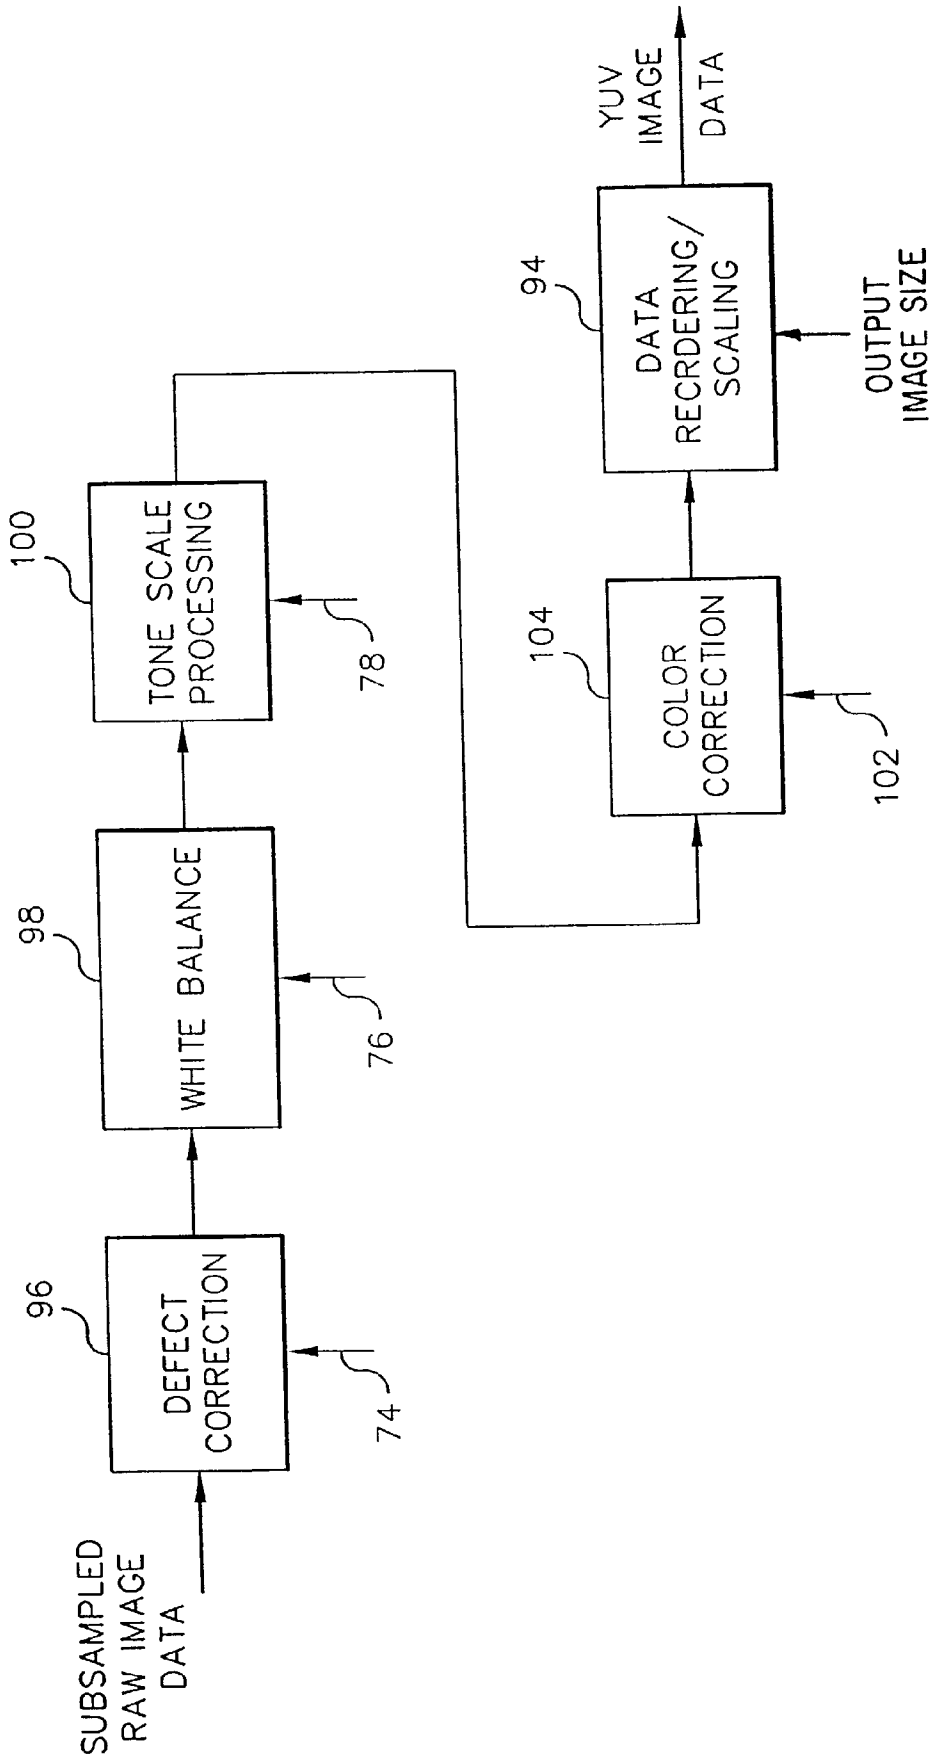 SUBSAMPLED
RAW IMAGE
DATA
96
DEFECT
CORRECTION
74
98
WHITE BALANCE
76
100
TONE SCALE
PROCESSING
78
104
COLOR
CORRECTION
102
94
DATA
RECRDERING/
SCALING
OUTPUT
IMAGE SIZE
YUV
IMAGE
DATA